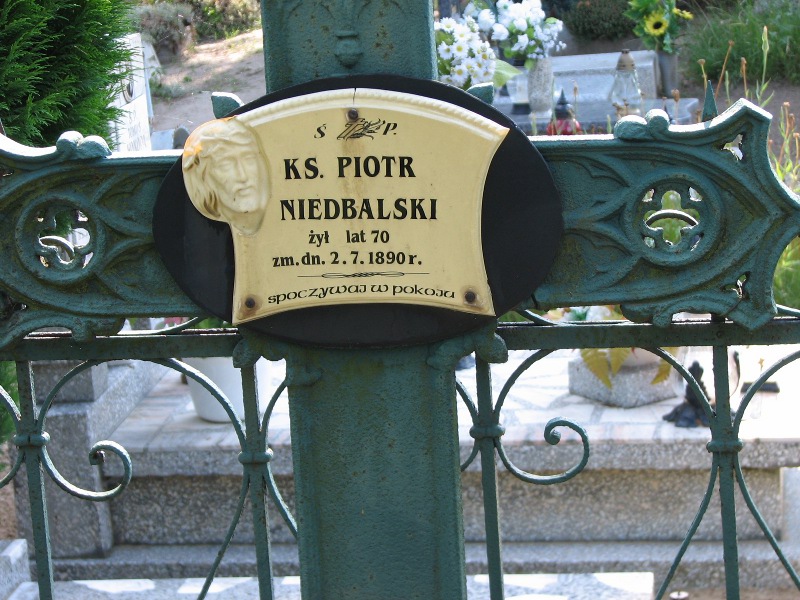 Ś P.
KS. PIOTR
NIEDBALSKI
żył lat 70
zm. dn. 2. 7. 1890 r.
spoczywaj w pokoju